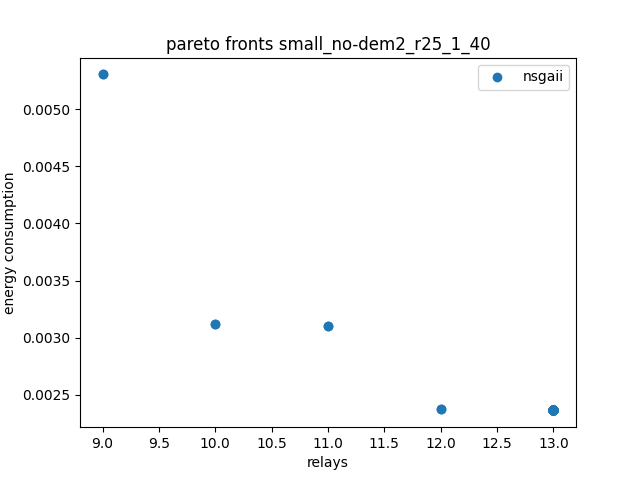 pareto fronts small_no-dem2_r25_1_40
nsgaii
0.0050
0.0045
0.0040
0.0035
0.0030
0.0025
energy consumption
9.0 9.5 10.0 10.5 11.0 11.5 12.0 12.5 13.0
relays